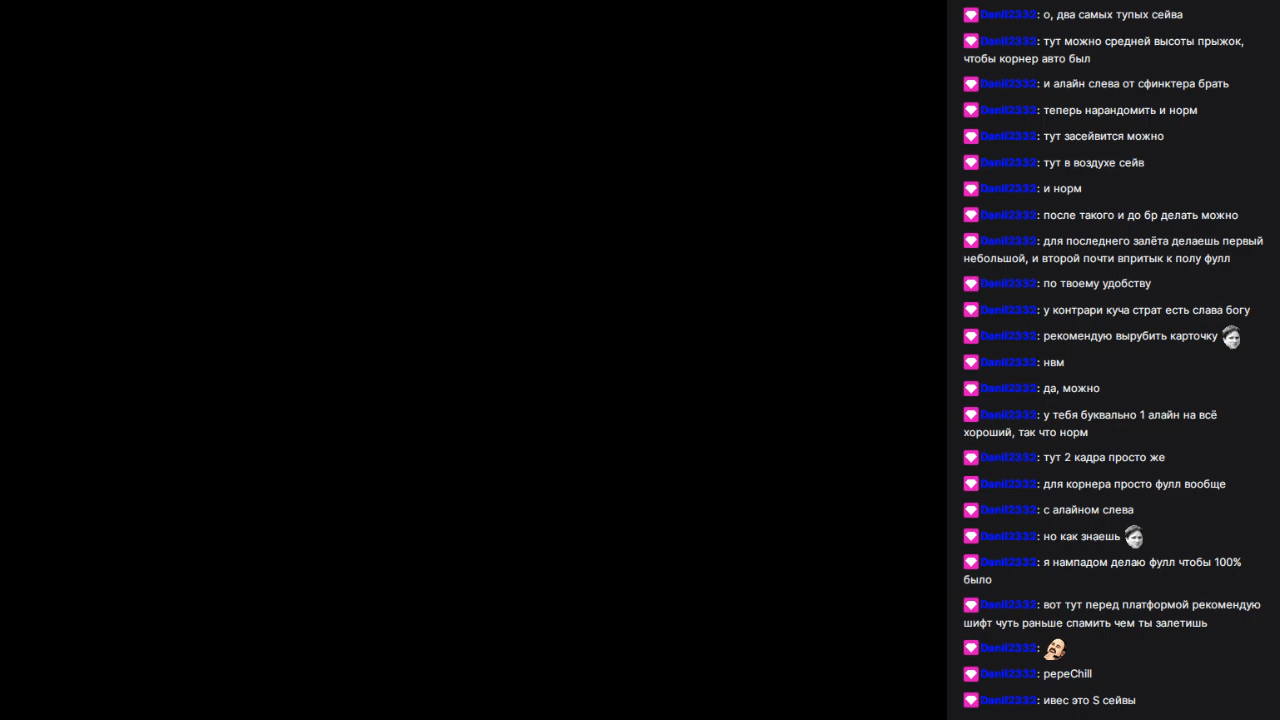 Danil2332: о, два самых тупых сейва
Danil2332: тут можно средней высоты прыжок,
чтобы корнер авто был
Danil2332: и алайн слева от сфинктера брать
Danil2332: теперь нарандомить и норм
Danil2332: тут засейвится можно
Danil2332: тут в воздухе сейв
Danil2332: и норм
Danil2332: после такого и до бр делать можно
Danil2332: для последнего залёта делаешь первый
небольшой, и второй почти впритык к полу фулл
Danil2332: по твоему удобству
Danil2332: у контрари куча страт есть слава богу
Danil2332: рекомендую вырубить карточку
Danil2332: нвм
Danil2332: да, можно
Danil2332: у тебя буквально 1 алайн на всё
хороший, так что норм
Danil2332: тут 2 кадра просто же
Danil2332: для корнера просто фулл вообще
Danil2332: с алайном слева
Danil2332: но как знаешь
Danil2332: я нампадом делаю фулл чтобы 100%
было
Danil2332: вот тут перед платформой рекомендую
шифт чуть раньше спамить чем ты залетишь
Danil2332:
Danil2332: pepeChill
Danil2332: ивес это S сейвы